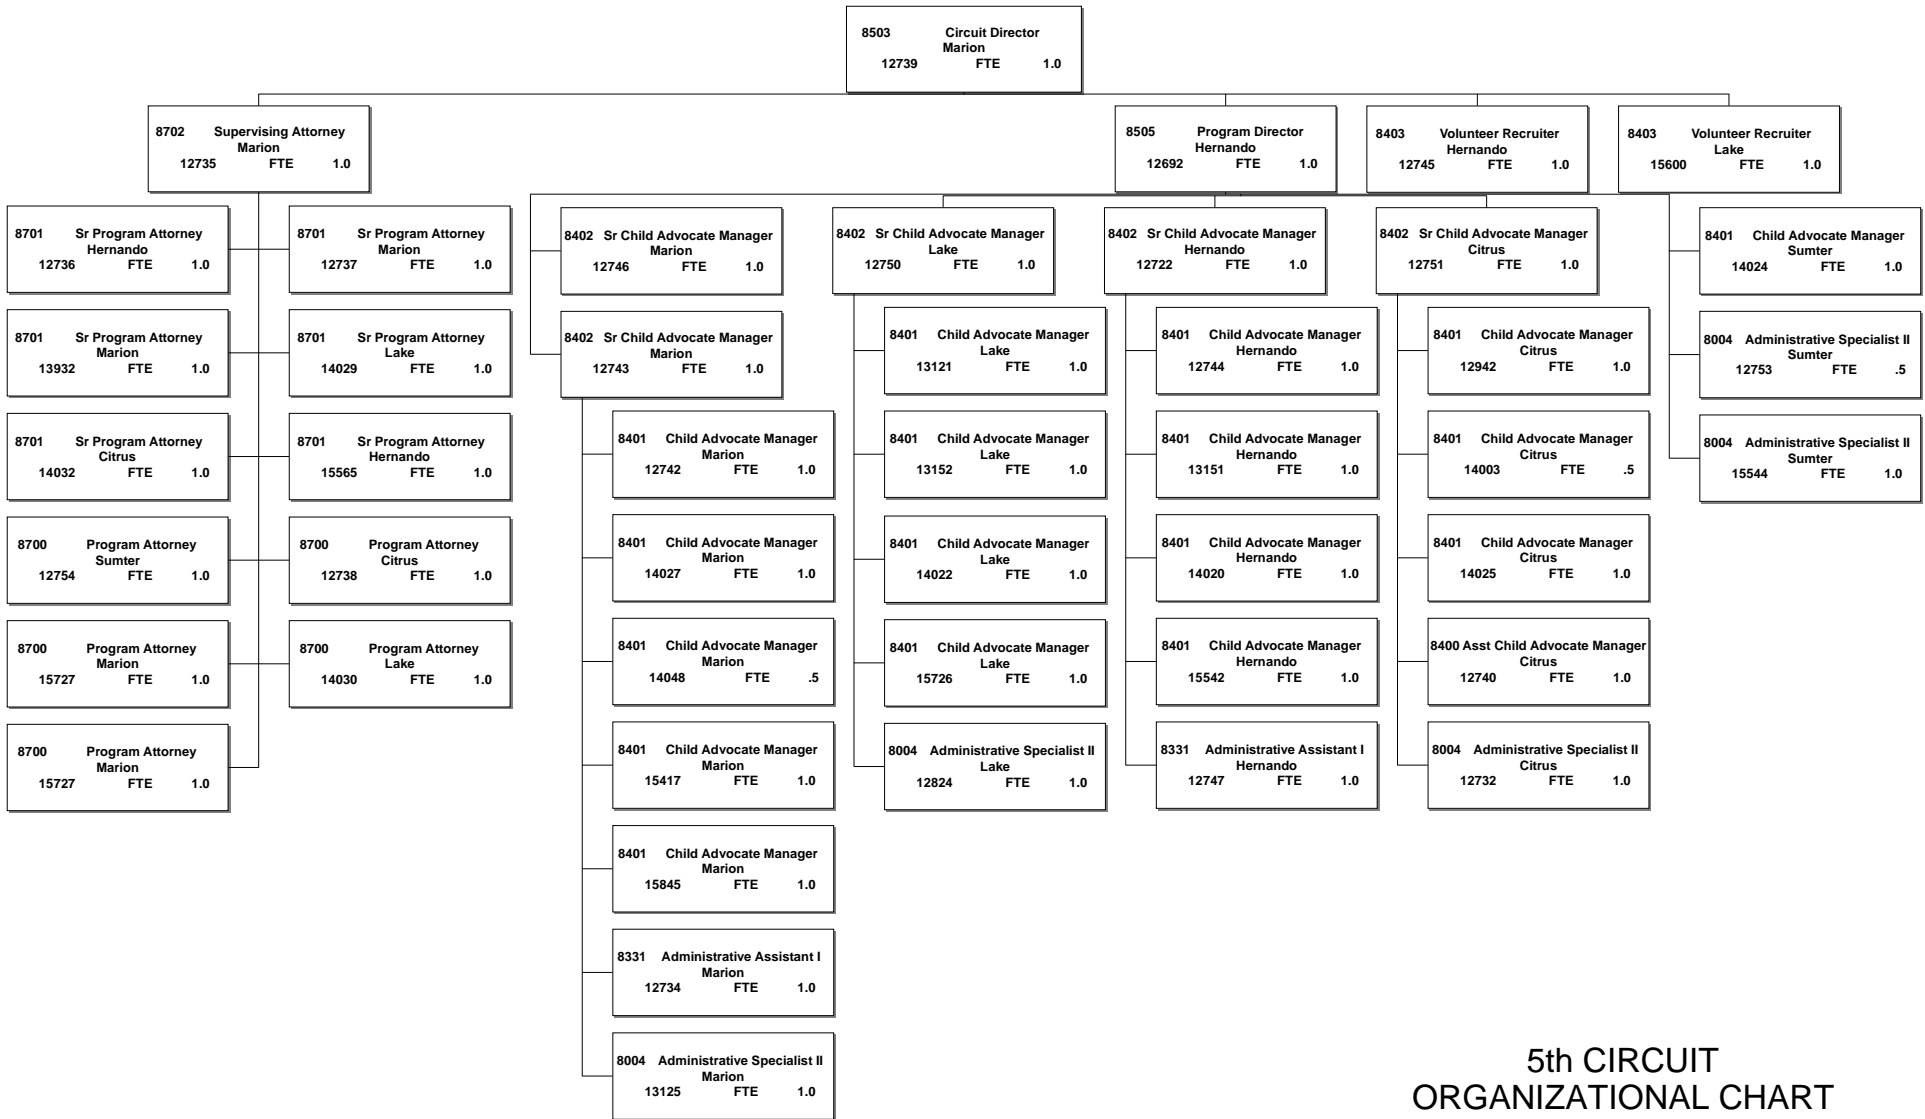 8503 Circuit Director
Marion
12739 FTE 1.0
8702 Supervising Attorney
Marion
12735 FTE 1.0
8505 Program Director
Hernando
12692 FTE 1.0
8403 Volunteer Recruiter
Hernando
12745 FTE 1.0
8403 Volunteer Recruiter
Lake
15600 FTE 1.0
8701 Sr Program Attorney
Hernando
12736 FTE 1.0
8701 Sr Program Attorney
Marion
12737 FTE 1.0
8701 Sr Program Attorney
Marion
13932 FTE 1.0
8701 Sr Program Attorney
Lake
14029 FTE 1.0
8701 Sr Program Attorney
Citrus
14032 FTE 1.0
8701 Sr Program Attorney
Hernando
15565 FTE 1.0
8700 Program Attorney
Sumter
12754 FTE 1.0
8700 Program Attorney
Citrus
12738 FTE 1.0
8700 Program Attorney
Marion
15727 FTE 1.0
8700 Program Attorney
Lake
14030 FTE 1.0
8700 Program Attorney
Marion
15727 FTE 1.0
8402 Sr Child Advocate Manager
Marion
12746 FTE 1.0
8402 Sr Child Advocate Manager
Marion
12743 FTE 1.0
8401 Child Advocate Manager
Marion
12742 FTE 1.0
8401 Child Advocate Manager
Marion
14027 FTE 1.0
8401 Child Advocate Manager
Marion
14048 FTE .5
8401 Child Advocate Manager
Marion
15417 FTE 1.0
8401 Child Advocate Manager
Marion
15845 FTE 1.0
8331 Administrative Assistant I
Marion
12734 FTE 1.0
8004 Administrative Specialist II
Marion
13125 FTE 1.0
8402 Sr Child Advocate Manager
Lake
12750 FTE 1.0
8401 Child Advocate Manager
Lake
13121 FTE 1.0
8401 Child Advocate Manager
Lake
13152 FTE 1.0
8401 Child Advocate Manager
Lake
14022 FTE 1.0
8401 Child Advocate Manager
Lake
15726 FTE 1.0
8004 Administrative Specialist II
Lake
12824 FTE 1.0
8402 Sr Child Advocate Manager
Hernando
12722 FTE 1.0
8401 Child Advocate Manager
Hernando
12744 FTE 1.0
8401 Child Advocate Manager
Hernando
13151 FTE 1.0
8401 Child Advocate Manager
Hernando
14020 FTE 1.0
8401 Child Advocate Manager
Hernando
15542 FTE 1.0
8331 Administrative Assistant I
Hernando
12747 FTE 1.0
8402 Sr Child Advocate Manager
Citrus
12751 FTE 1.0
8401 Child Advocate Manager
Citrus
12942 FTE 1.0
8401 Child Advocate Manager
Citrus
14003 FTE .5
8401 Child Advocate Manager
Citrus
14025 FTE 1.0
8400 Asst Child Advocate Manager
Citrus
12740 FTE 1.0
8004 Administrative Specialist II
Citrus
12732 FTE 1.0
8401 Child Advocate Manager
Sumter
14024 FTE 1.0
8004 Administrative Specialist II
Sumter
12753 FTE .5
8004 Administrative Specialist II
Sumter
15544 FTE 1.0
5th CIRCUIT
ORGANIZATIONAL CHART